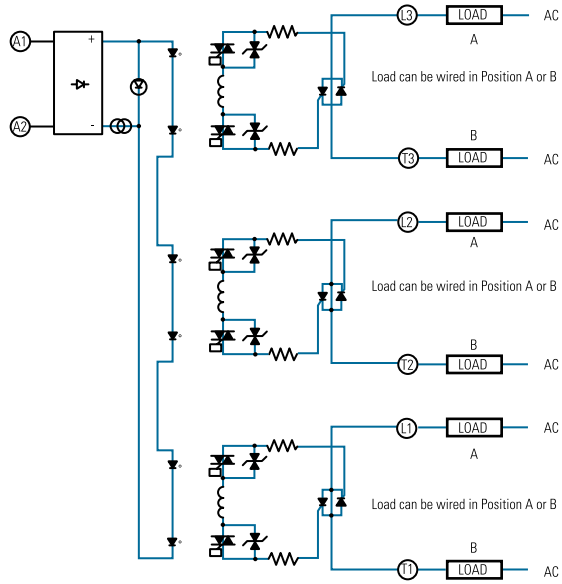 L3 LOAD AC
A1 +
A
Load can be wired in Position A or B
A2 -
B
T3 LOAD AC
L2 LOAD AC
A
Load can be wired in Position A or B
B
T2 LOAD AC
L1 LOAD AC
A
Load can be wired in Position A or B
B
T1 LOAD AC